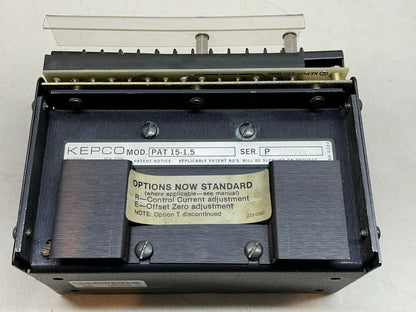 KEPCO MOD. PAT 15-1.5 SER. P
PATENT NOTICE: APPLICABLE PATENT NO'S. WILL BE SUPPLIED ON REQUEST
OPTIONS NOW STANDARD
(where applicable—see manual)
R—Control Current adjustment
E—Offset Zero adjustment
NOTE: Option T discontinued